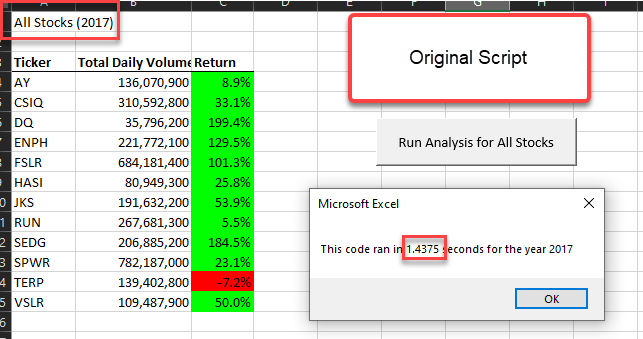 A B C D E F G H I
All Stocks (2017)
Original Script
Ticker Total Daily Volume Return
AY 136,070,900 8.9%
CSIQ 310,592,800 33.1%
DQ 35,796,200 199.4%
ENPH 221,772,100 129.5%
Run Analysis for All Stocks
FSLR 684,181,400 101.3%
HASI 80,949,300 25.8%
JKS 191,632,200 53.9%
RUN 267,681,300 5.5%
SEDG 206,885,200 184.5%
SPWR 782,187,000 23.1%
TERP 139,402,800 -7.2%
VSLR 109,487,900 50.0%
Microsoft Excel
This code ran in 1.4375 seconds for the year 2017
OK